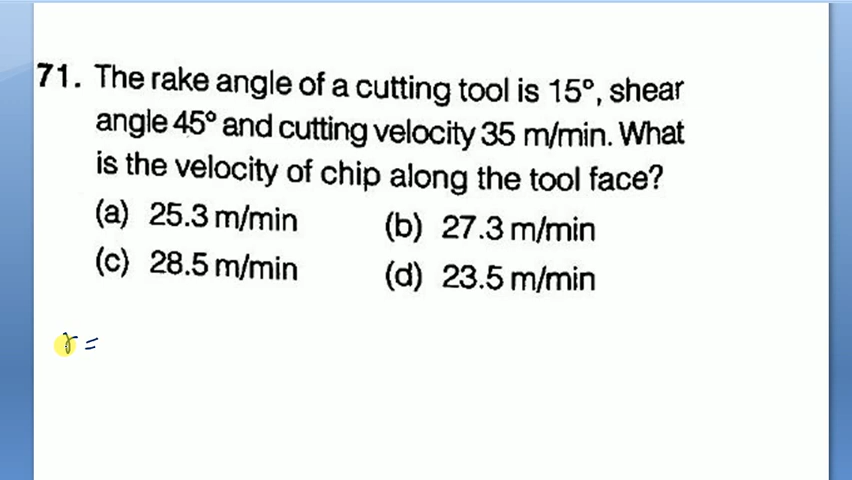 71. The rake angle of a cutting tool is 15°, shear
angle 45° and cutting velocity 35 m/min. What
is the velocity of chip along the tool face?
(a) 25.3 m/min (b) 27.3 m/min
(c) 28.5 m/min (d) 23.5 m/min
γ =